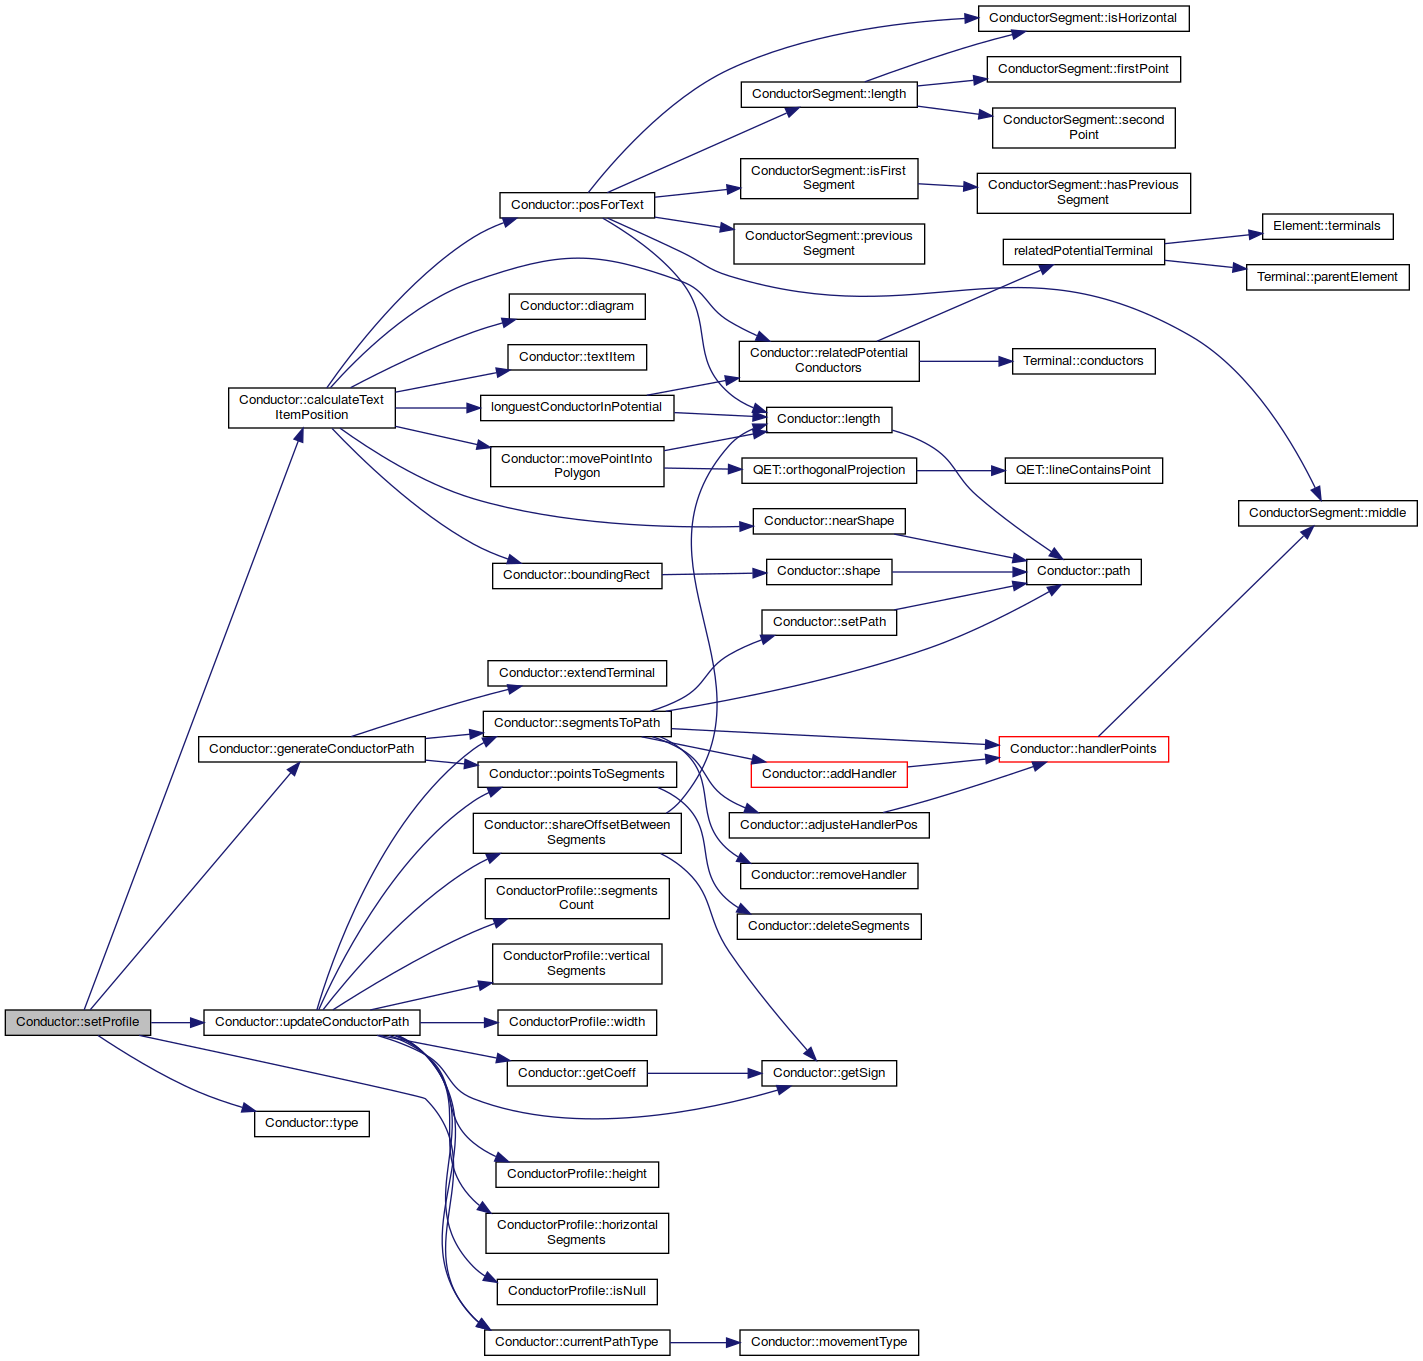 ConductorSegment::isHorizontal
ConductorSegment::firstPoint
ConductorSegment::length
ConductorSegment::second
Point
ConductorSegment::isFirst
Segment
ConductorSegment::hasPrevious
Segment
Conductor::posForText
ConductorSegment::previous
Segment
Element::terminals
relatedPotentialTerminal
Terminal::parentElement
Conductor::diagram
Conductor::textItem
Conductor::relatedPotential
Conductors
Terminal::conductors
Conductor::calculateText
ItemPosition
longuestConductorInPotential
Conductor::length
Conductor::movePointInto
Polygon
QET::orthogonalProjection
QET::lineContainsPoint
Conductor::nearShape
ConductorSegment::middle
Conductor::boundingRect
Conductor::shape
Conductor::path
Conductor::setPath
Conductor::extendTerminal
Conductor::segmentsToPath
Conductor::generateConductorPath
Conductor::handlerPoints
Conductor::pointsToSegments
Conductor::addHandler
Conductor::shareOffsetBetween
Segments
Conductor::adjusteHandlerPos
Conductor::removeHandler
ConductorProfile::segments
Count
Conductor::deleteSegments
ConductorProfile::vertical
Segments
Conductor::setProfile
Conductor::updateConductorPath
ConductorProfile::width
Conductor::getCoeff
Conductor::getSign
Conductor::type
ConductorProfile::height
ConductorProfile::horizontal
Segments
ConductorProfile::isNull
Conductor::currentPathType
Conductor::movementType